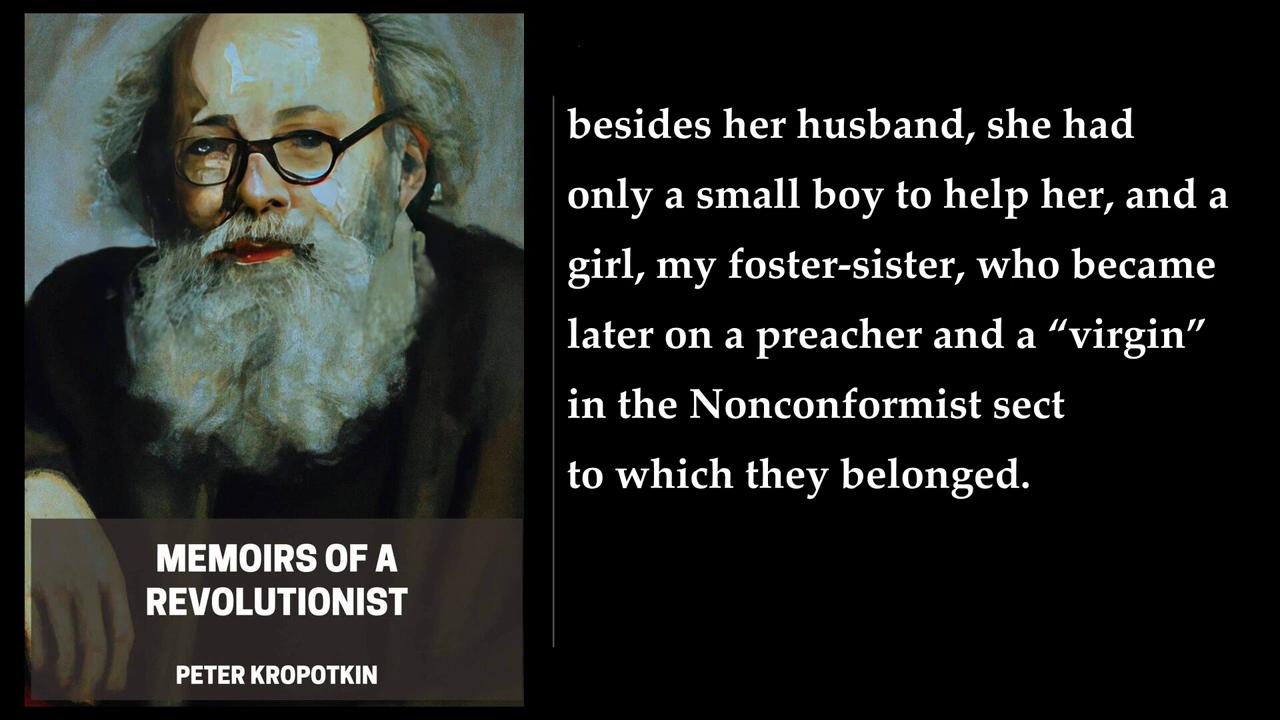 besides her husband, she had
only a small boy to help her, and a
girl, my foster-sister, who became
later on a preacher and a “virgin”
in the Nonconformist sect
to which they belonged.
MEMOIRS OF A
REVOLUTIONIST
PETER KROPOTKIN